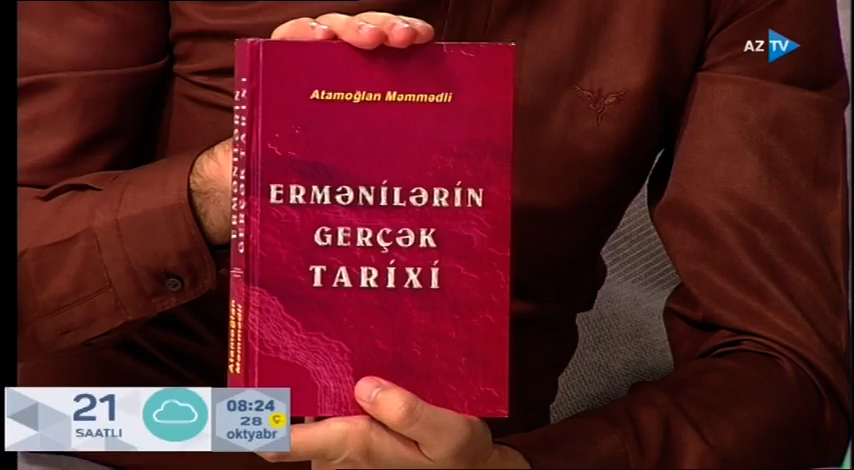 AZ TV
Atamoğlan Məmmədli
ERMƏNİLƏRİN
GERÇƏK
TARİXİ
ERMƏNİLƏRİN
GERÇƏK TARİXİ
Atamoğlan
Məmmədli
21
SAATLI
08:24
28 Ç
oktyabr